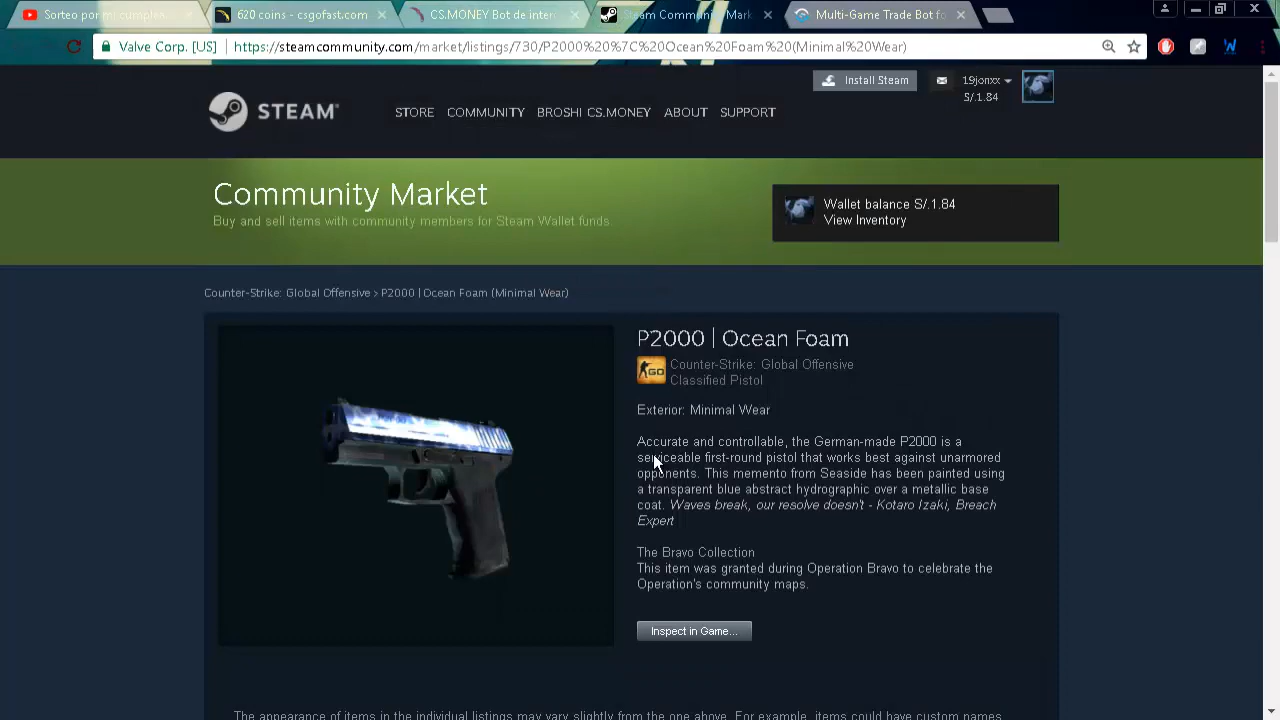 Sorteo por mi cumplea
620 coins - csgofast.com
CS.MONEY Bot de inter
Steam Community Mark
Multi-Game Trade Bot fo
Valve Corp. [US]
https://steamcommunity.com/market/listings/730/P2000%20%7C%20Ocean%20Foam%20(Minimal%20Wear)
Install Steam
19jonxx
S/.1.84
STEAM
STORE COMMUNITY BROSHI CS.MONEY ABOUT SUPPORT
Community Market
Buy and sell items with community members for Steam Wallet funds.
Wallet balance S/.1.84
View Inventory
Counter-Strike: Global Offensive > P2000 | Ocean Foam (Minimal Wear)
P2000 | Ocean Foam
GO
Counter-Strike: Global Offensive
Classified Pistol
Exterior: Minimal Wear
Accurate and controllable, the German-made P2000 is a
serviceable first-round pistol that works best against unarmored
opponents. This memento from Seaside has been painted using
a transparent blue abstract hydrographic over a metallic base
coat. Waves break, our resolve doesn't - Kotaro Izaki, Breach
Expert
The Bravo Collection
This item was granted during Operation Bravo to celebrate the
Operation's community maps.
Inspect in Game...
The appearance of items in the individual listings may vary slightly from the one above. For example, items could have custom names,